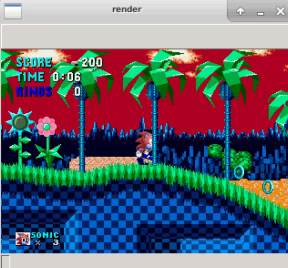 render
SCORE -200
TIME 0:06
RINGS 0
SONIC
× 3